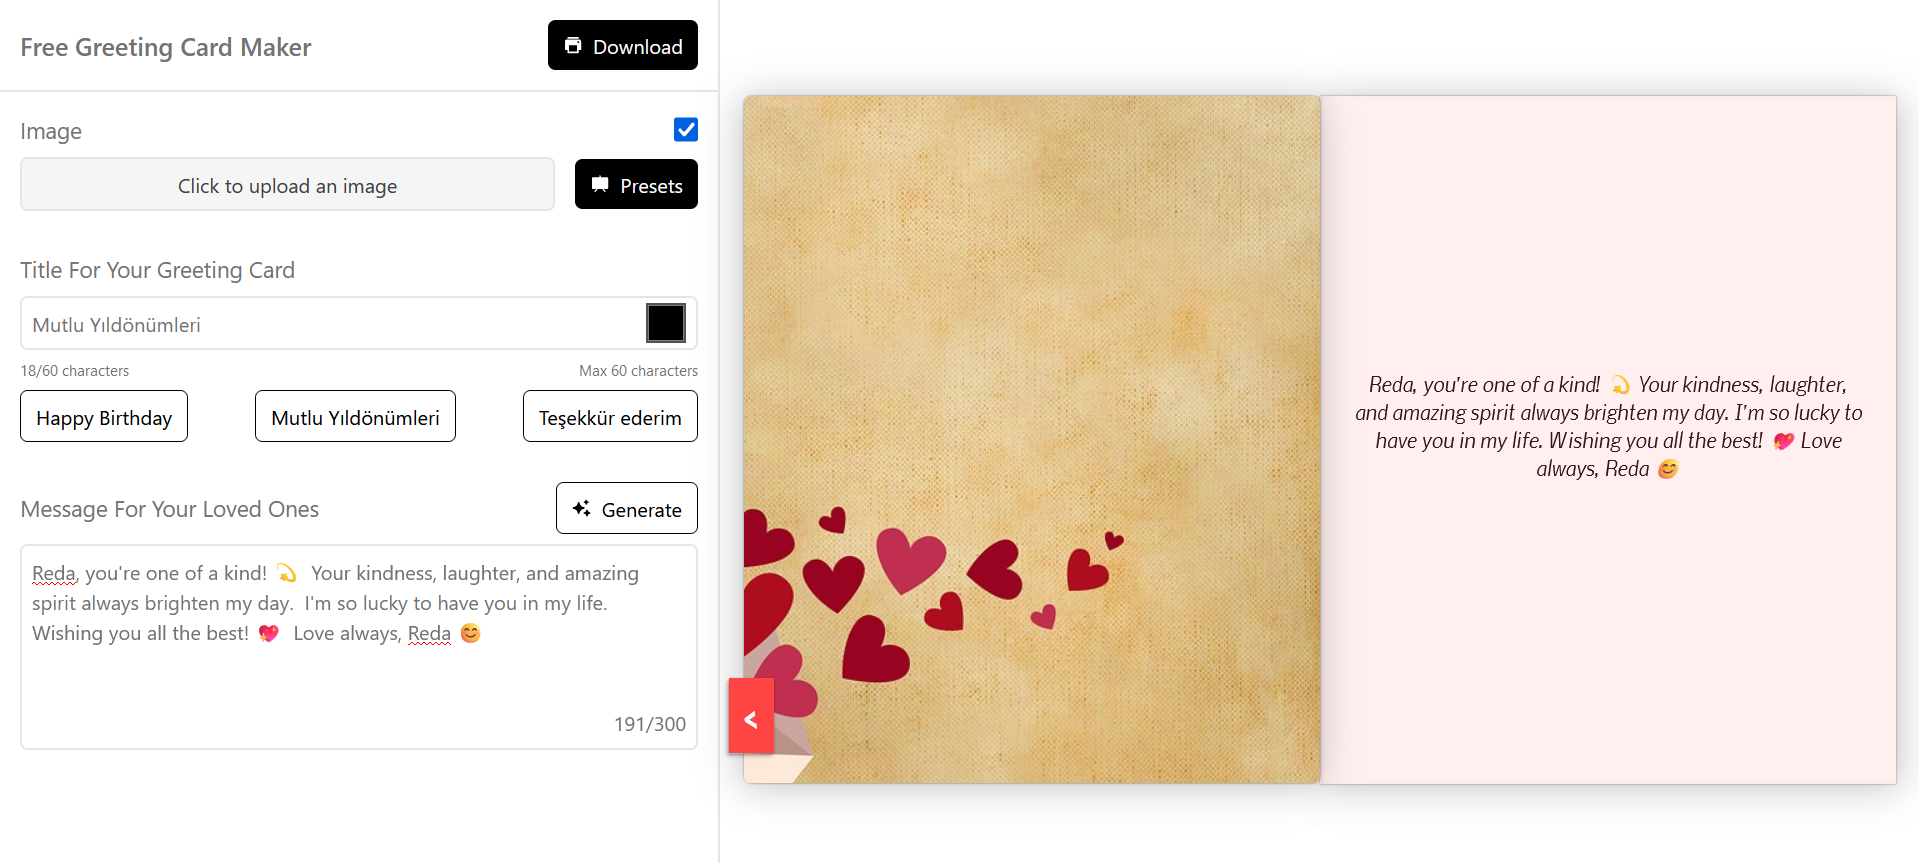 Free Greeting Card Maker
Download
Image
Click to upload an image
Presets
Title For Your Greeting Card
Mutlu Yıldönümleri
18/60 characters
Max 60 characters
Happy Birthday
Mutlu Yıldönümleri
Teşekkür ederim
Message For Your Loved Ones
Generate
Reda, you're one of a kind! 💫 Your kindness, laughter, and amazing
spirit always brighten my day. I'm so lucky to have you in my life.
Wishing you all the best! 💖 Love always, Reda 😊
191/300
Reda, you're one of a kind! 💫 Your kindness, laughter,
and amazing spirit always brighten my day. I'm so lucky to
have you in my life. Wishing you all the best! 💖 Love
always, Reda 😊